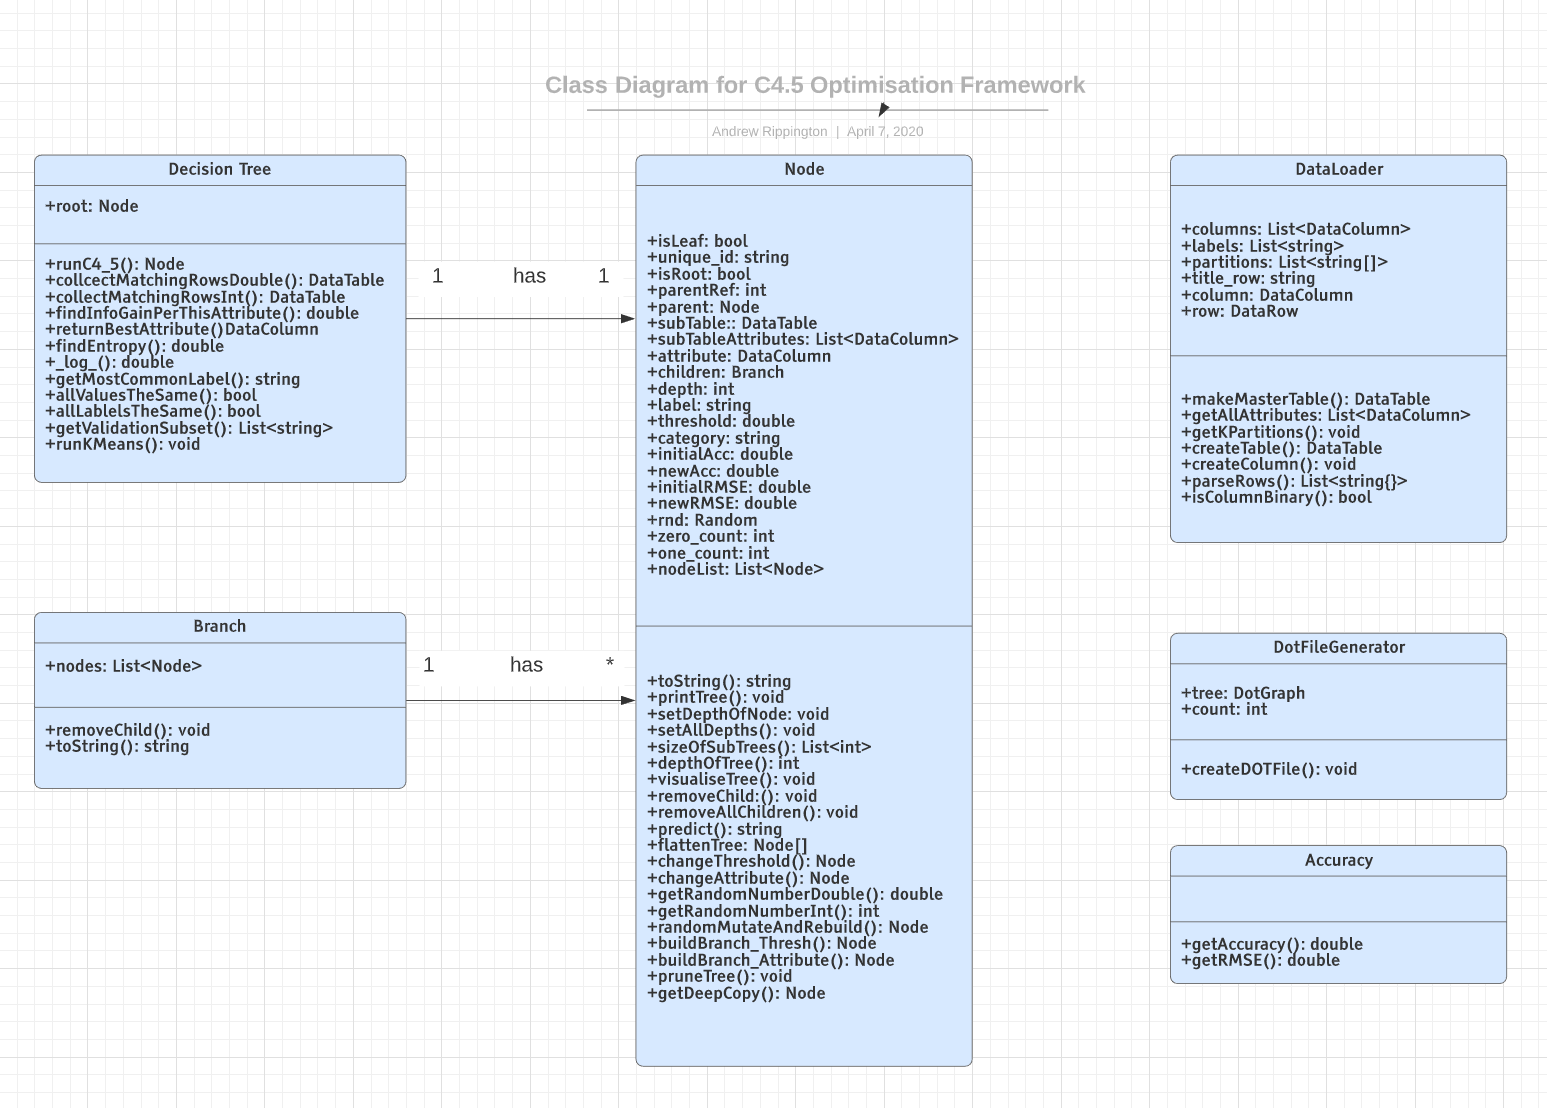 Class Diagram for C4.5 Optimisation Framework
Andrew Rippington | April 7, 2020
Decision Tree
+root: Node
+runC4_5(): Node
+collcectMatchingRowsDouble(): DataTable
+collectMatchingRowsInt(): DataTable
+findInfoGainPerThisAttribute(): double
+returnBestAttribute()DataColumn
+findEntropy(): double
+_log_(): double
+getMostCommonLabel(): string
+allValuesTheSame(): bool
+allLablelsTheSame(): bool
+getValidationSubset(): List<string>
+runKMeans(): void
1 has 1
Branch
+nodes: List<Node>
+removeChild(): void
+toString(): string
1 has *
Node
+isLeaf: bool
+unique_id: string
+isRoot: bool
+parentRef: int
+parent: Node
+subTable:: DataTable
+subTableAttributes: List<DataColumn>
+attribute: DataColumn
+children: Branch
+depth: int
+label: string
+threshold: double
+category: string
+initialAcc: double
+newAcc: double
+initialRMSE: double
+newRMSE: double
+rnd: Random
+zero_count: int
+one_count: int
+nodeList: List<Node>
+toString(): string
+printTree(): void
+setDepthOfNode: void
+setAllDepths(): void
+sizeOfSubTrees(): List<int>
+depthOfTree(): int
+visualiseTree(): void
+removeChild:(): void
+removeAllChildren(): void
+predict(): string
+flattenTree: Node[]
+changeThreshold(): Node
+changeAttribute(): Node
+getRandomNumberDouble(): double
+getRandomNumberInt(): int
+randomMutateAndRebuild(): Node
+buildBranch_Thresh(): Node
+buildBranch_Attribute(): Node
+pruneTree(): void
+getDeepCopy(): Node
DataLoader
+columns: List<DataColumn>
+labels: List<string>
+partitions: List<string[]>
+title_row: string
+column: DataColumn
+row: DataRow
+makeMasterTable(): DataTable
+getAllAttributes: List<DataColumn>
+getKPartitions(): void
+createTable(): DataTable
+createColumn(): void
+parseRows(): List<string{}>
+isColumnBinary(): bool
DotFileGenerator
+tree: DotGraph
+count: int
+createDOTFile(): void
Accuracy
+getAccuracy(): double
+getRMSE(): double